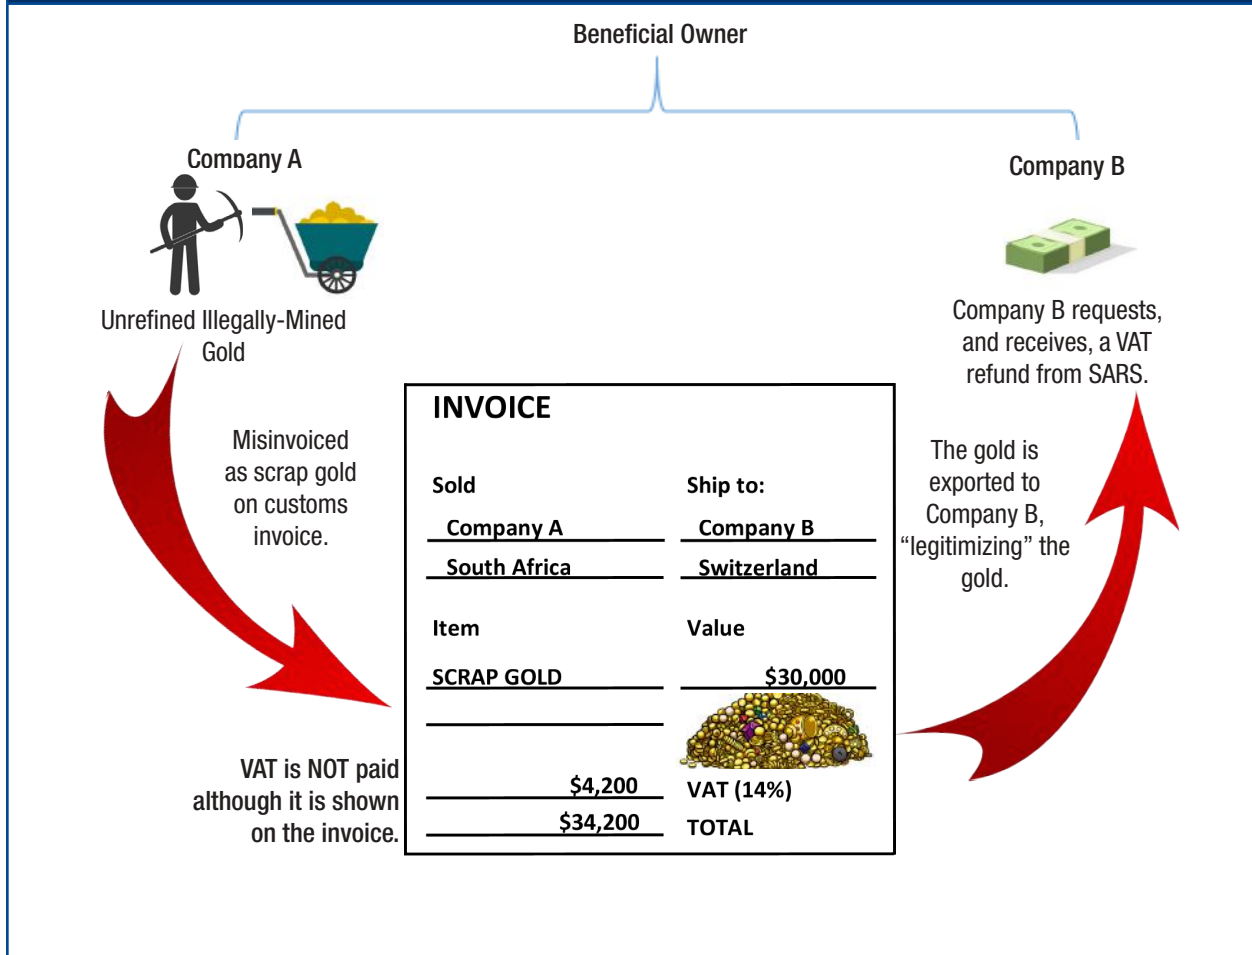 Beneficial Owner
Company A
Company B
Unrefined Illegally-Mined
Gold
Company B requests,
and receives, a VAT
refund from SARS.
Misinvoiced
as scrap gold
on customs
invoice.
INVOICE
Sold
Ship to:
Company A
Company B
South Africa
Switzerland
Item
Value
SCRAP GOLD
$30,000
$4,200
VAT (14%)
$34,200
TOTAL
The gold is
exported to
Company B,
“legitimizing” the
gold.
VAT is NOT paid
although it is shown
on the invoice.